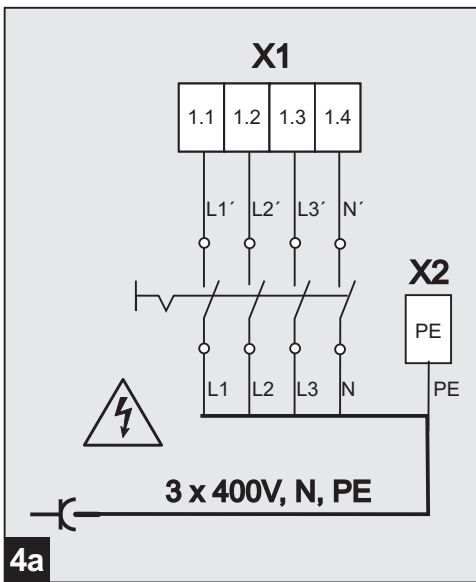 X1
1.1 1.2 1.3 1.4
L1´ L2´ L3´ N´
X2
PE
L1 L2 L3 N PE
3 x 400V, N, PE
4a